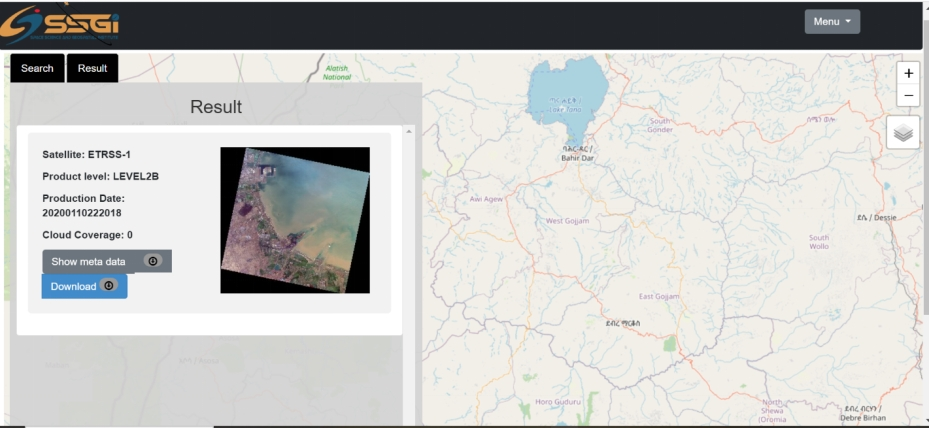 SSGi
Menu
Search
Result
Result
Satellite: ETRSS-1
Product level: LEVEL2B
Production Date:
20200110222018
Cloud Coverage: 0
Show meta data
Download
+
−
Alatish
National
Lake Tana
South
Gonder
ባሕር ዳር /
Bahir Dar
Awi Agew
West Gojjam
ደሴ / Dessie
South
Wollo
East Gojjam
ደብረ ማርቆስ
Horo Guduru
North
Shewa
(Oromia
ደብረ ብርሃን /
Debre Birhan